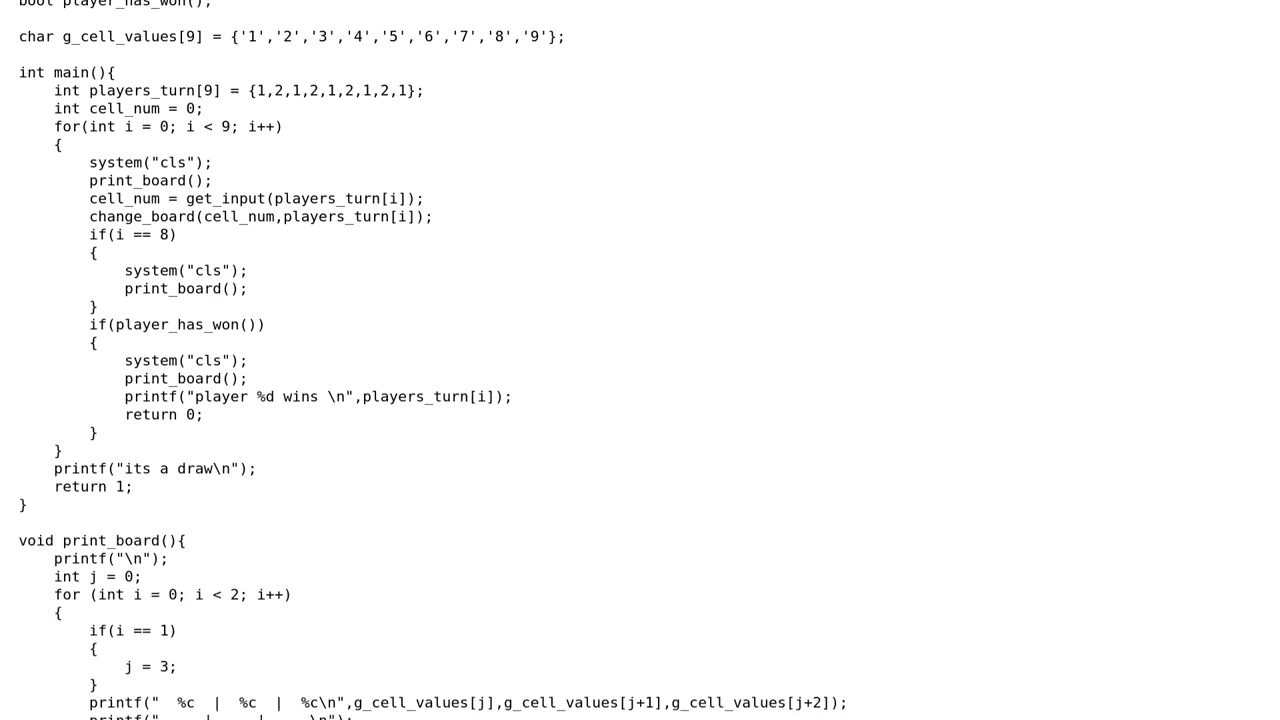 bool player_has_won();

char g_cell_values[9] = {'1','2','3','4','5','6','7','8','9'};

int main(){
    int players_turn[9] = {1,2,1,2,1,2,1,2,1};
    int cell_num = 0;
    for(int i = 0; i < 9; i++)
    {
        system("cls");
        print_board();
        cell_num = get_input(players_turn[i]);
        change_board(cell_num,players_turn[i]);
        if(i == 8)
        {
            system("cls");
            print_board();
        }
        if(player_has_won())
        {
            system("cls");
            print_board();
            printf("player %d wins \n",players_turn[i]);
            return 0;
        }
    }
    printf("its a draw\n");
    return 1;
}

void print_board(){
    printf("\n");
    int j = 0;
    for (int i = 0; i < 2; i++)
    {
        if(i == 1)
        {
            j = 3;
        }
        printf("  %c  |  %c  |  %c\n",g_cell_values[j],g_cell_values[j+1],g_cell_values[j+2]);